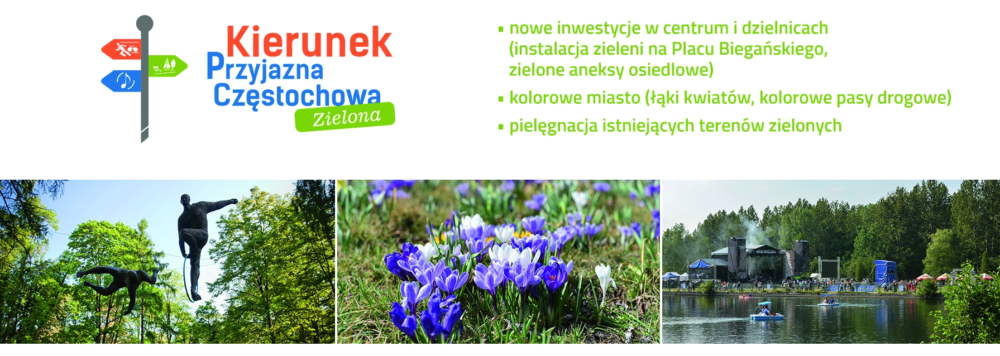 Kierunek
Przyjazna
Częstochowa
Zielona
▪ nowe inwestycje w centrum i dzielnicach
(instalacja zieleni na Placu Biegańskiego,
zielone aneksy osiedlowe)
▪ kolorowe miasto (łąki kwiatów, kolorowe pasy drogowe)
▪ pielęgnacja istniejących terenów zielonych